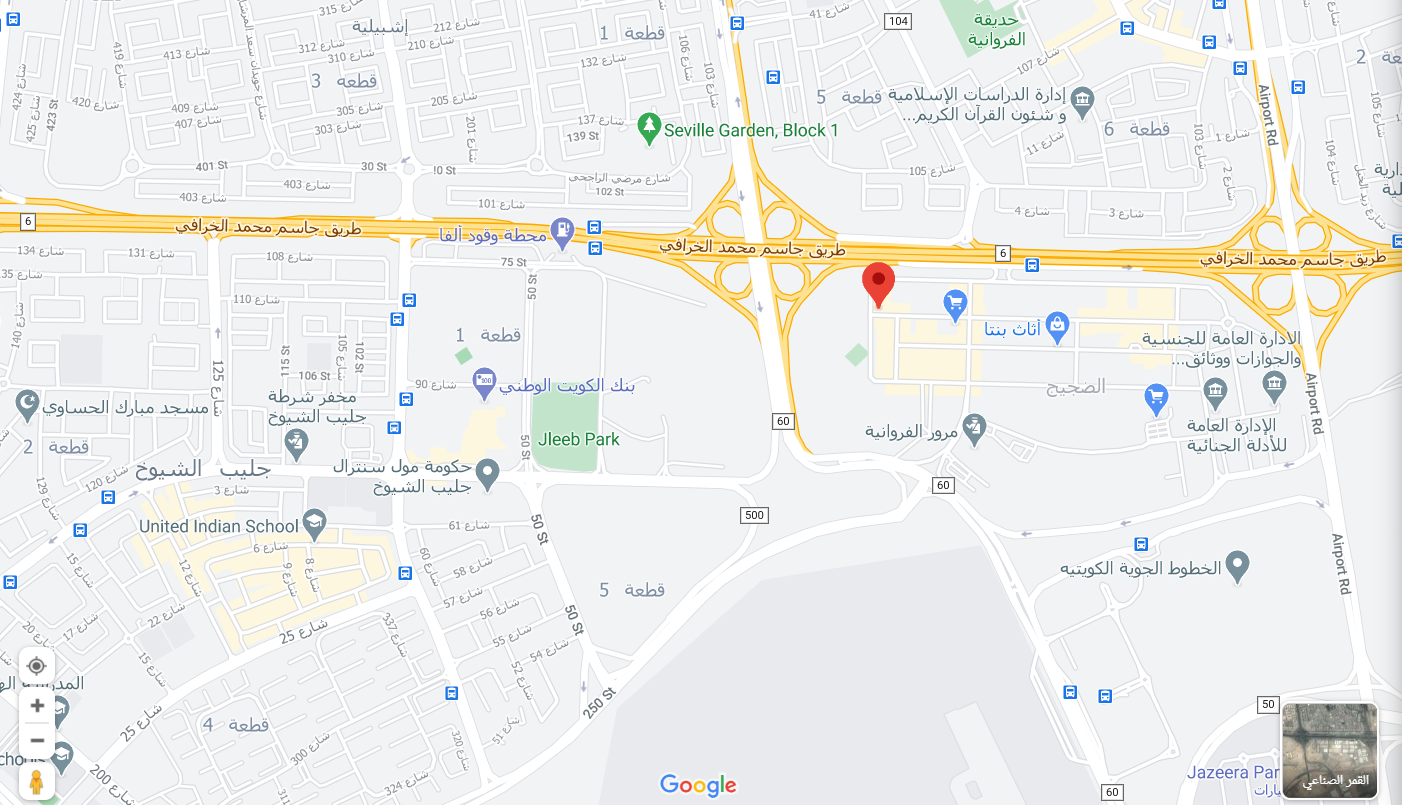 إشبيلية
قطعة 1
شارع 41
104
حديقة
الفروانية
شارع 107
قطعة 2
شارع 419
شارع 424
شارع 425
423 St
شارع 420
شارع 409
شارع 407
شارع 312
شارع 310
قطعة 3
شارع 305
شارع 303
شارع 210
شارع 212
شارع 205
شارع 201
شارع 132
شارع 106
شارع 103
شارع 137
139 St
Seville Garden, Block 1
قطعة 5
إدارة الدراسات الإسلامية
و شئون القرآن الكريم...
قطعة 6
شارع 11
شارع 103
شارع 1
شارع 2
شارع 105
شارع 104
Airport Rd
401 St
30 St
شارع 403
شارع 403
شارع مرضي الراجحي
102 St
شارع 101
شارع 105
شارع 4
شارع 3
6
طريق جاسم محمد الخرافي
محطة وقود ألفا
طريق جاسم محمد الخرافي
6
طريق جاسم محمد الخرافي
شارع 134
شارع 131
شارع 108
75 St
50 St
شارع 110
شارع 140
قطعة 1
115 St
شارع 105
102 St
106 St
شارع 125
شارع 90
بنك الكويت الوطني
أثاث بنتا
الادارة العامة للجنسية
والجوازات ووثائق...
الضجيج
مسجد مبارك الحساوي
مخفر شرطة
جليب الشيوخ
قطعة 2
Jleeb Park
50 St
60
مرور الفروانية
الإدارة العامة
للأدلة الجنائية
Airport Rd
جليب الشيوخ
حكومة مول سنترال
جليب الشيوخ
شارع 129
شارع 120
شارع 3
60
500
United Indian School
شارع 6
شارع 8
شارع 9
شارع 12
شارع 61
50 St
شارع 60
شارع 58
شارع 57
شارع 56
شارع 55
شارع 54
شارع 52
شارع 51
قطعة 5
50 St
250 St
الخطوط الجوية الكويتيه
Airport Rd
شارع 22
شارع 20
شارع 17
شارع 15
شارع 25
شارع 337
شارع 25
قطعة 4
شارع 300
شارع 320
شارع 324
شارع 200
50
60
Jazeera Par
القمر الصناعي
Google